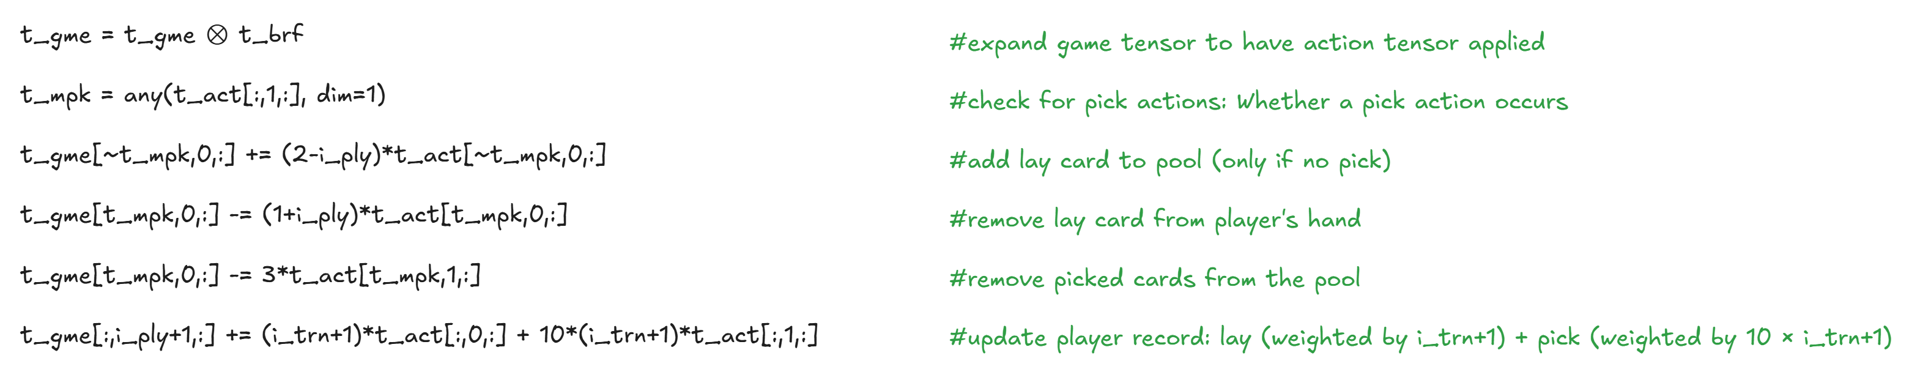 t_gme = t_gme ⊗ t_brf #expand game tensor to have action tensor applied
t_mpk = any(t_act[:,1,:], dim=1) #check for pick actions: Whether a pick action occurs
t_gme[~t_mpk,0,:] += (2-i_ply)*t_act[~t_mpk,0,:] #add lay card to pool (only if no pick)
t_gme[t_mpk,0,:] -= (1+i_ply)*t_act[t_mpk,0,:] #remove lay card from player's hand
t_gme[t_mpk,0,:] -= 3*t_act[t_mpk,1,:] #remove picked cards from the pool
t_gme[:,i_ply+1,:] += (i_trn+1)*t_act[:,0,:] + 10*(i_trn+1)*t_act[:,1,:] #update player record: lay (weighted by i_trn+1) + pick (weighted by 10 × i_trn+1)